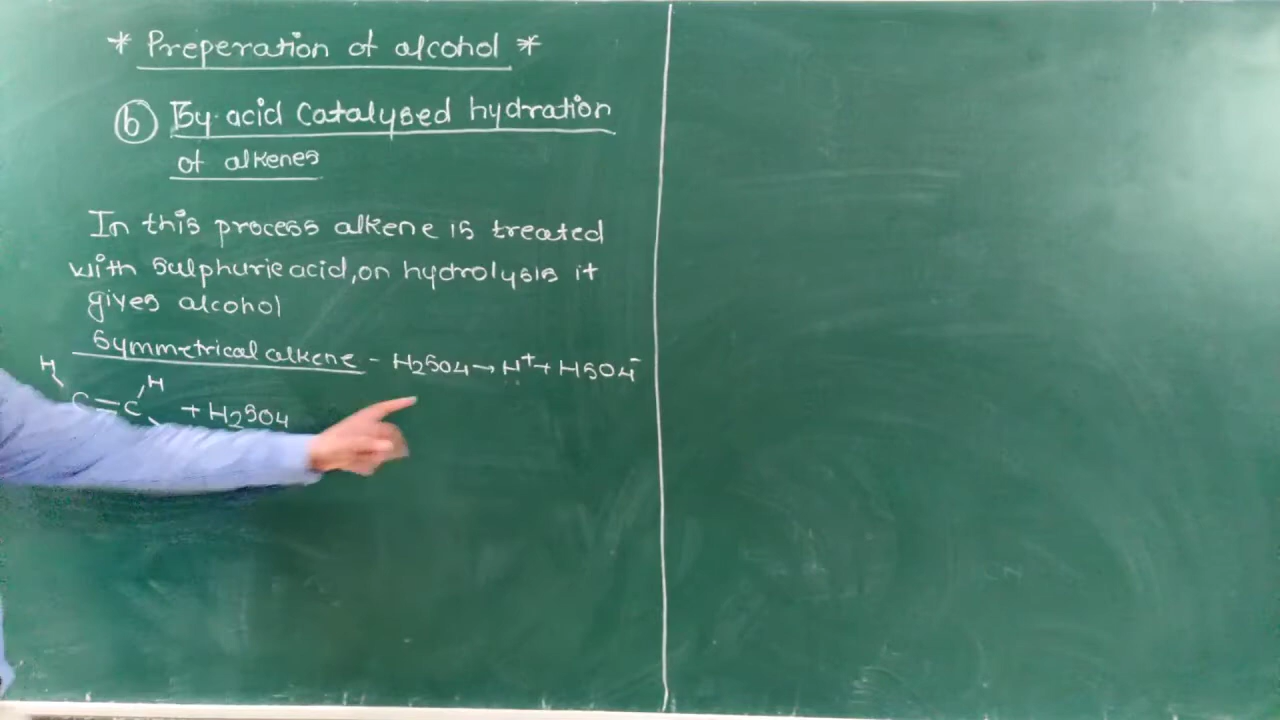 * Preperation of alcohol *
(b) By acid catalysed hydration
of alkenes
In this process alkene is treated
with sulphuric acid, on hydrolysis it
gives alcohol
Symmetrical alkene - H2SO4 → H+ + HSO4-
H
H
C = C + H2SO4